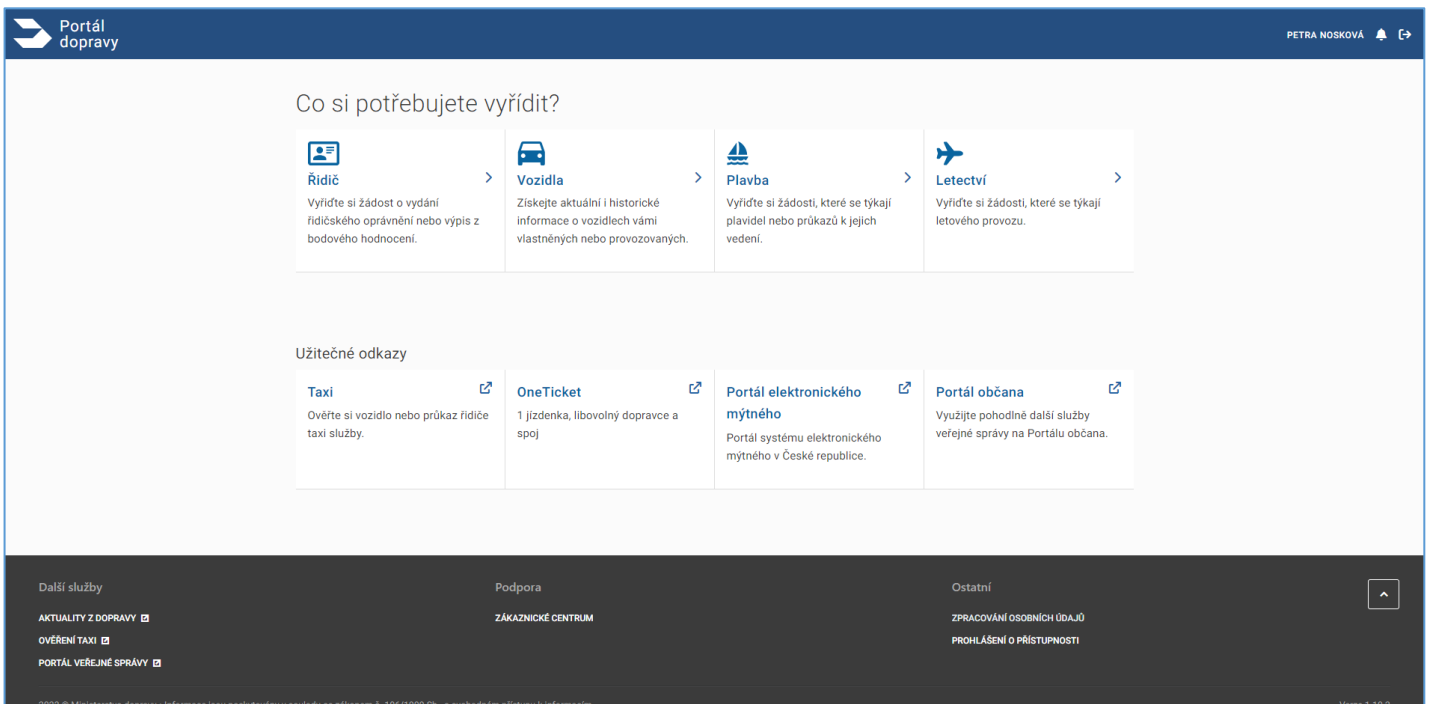 Portál
dopravy
PETRA NOSKOVÁ
Co si potřebujete vyřídit?
Řidič
Vyřiďte si žádost o vydání
řidičského oprávnění nebo výpis z
bodového hodnocení.
Vozidla
Získejte aktuální i historické
informace o vozidlech vámi
vlastněných nebo provozovaných.
Plavba
Vyřiďte si žádosti, které se týkají
plavidel nebo průkazů k jejich
vedení.
Letectví
Vyřiďte si žádosti, které se týkají
letového provozu.
Užitečné odkazy
Taxi
Ověřte si vozidlo nebo průkaz řidiče
taxi služby.
OneTicket
1 jízdenka, libovolný dopravce a
spoj
Portál elektronického
mýtného
Portál systému elektronického
mýtného v České republice.
Portál občana
Využijte pohodlně další služby
veřejné správy na Portálu občana.
Další služby
AKTUALITY Z DOPRAVY
OVĚŘENÍ TAXI
PORTÁL VEŘEJNÉ SPRÁVY
Podpora
ZÁKAZNICKÉ CENTRUM
Ostatní
ZPRACOVÁNÍ OSOBNÍCH ÚDAJŮ
PROHLÁŠENÍ O PŘÍSTUPNOSTI